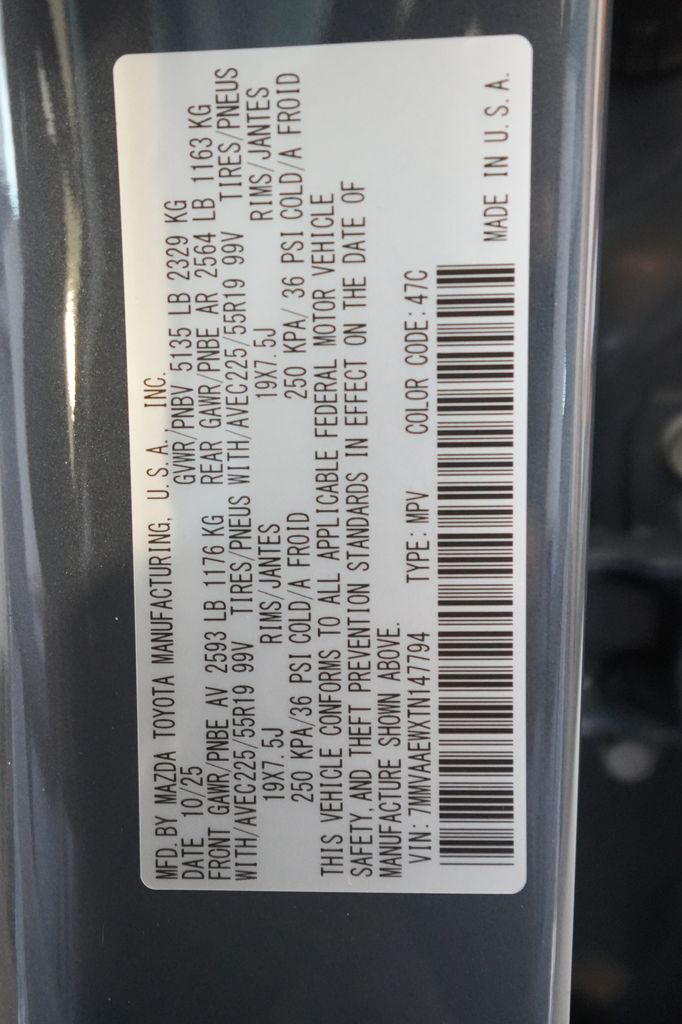 MFD. BY MAZDA TOYOTA MANUFACTURING, U. S. A. INC.
DATE 10/25 GVWR/PNBV 5135 LB 2329 KG
FRONT GAWR/PNBE AV 2593 LB 1176 KG REAR GAWR/PNBE AR 2564 LB 1163 KG
WITH/AVEC225/55R19 99V TIRES/PNEUS WITH/AVEC225/55R19 99V TIRES/PNEUS
19X7.5J RIMS/JANTES 19X7.5J RIMS/JANTES
250 KPA/36 PSI COLD/A FROID 250 KPA/ 36 PSI COLD/A FROID
THIS VEHICLE CONFORMS TO ALL APPLICABLE FEDERAL MOTOR VEHICLE
SAFETY, AND THEFT PREVENTION STANDARDS IN EFFECT ON THE DATE OF
MANUFACTURE SHOWN ABOVE.
VIN: 7MMVAAEWXTN147794 TYPE: MPV COLOR CODE: 47C
MADE IN U. S. A.